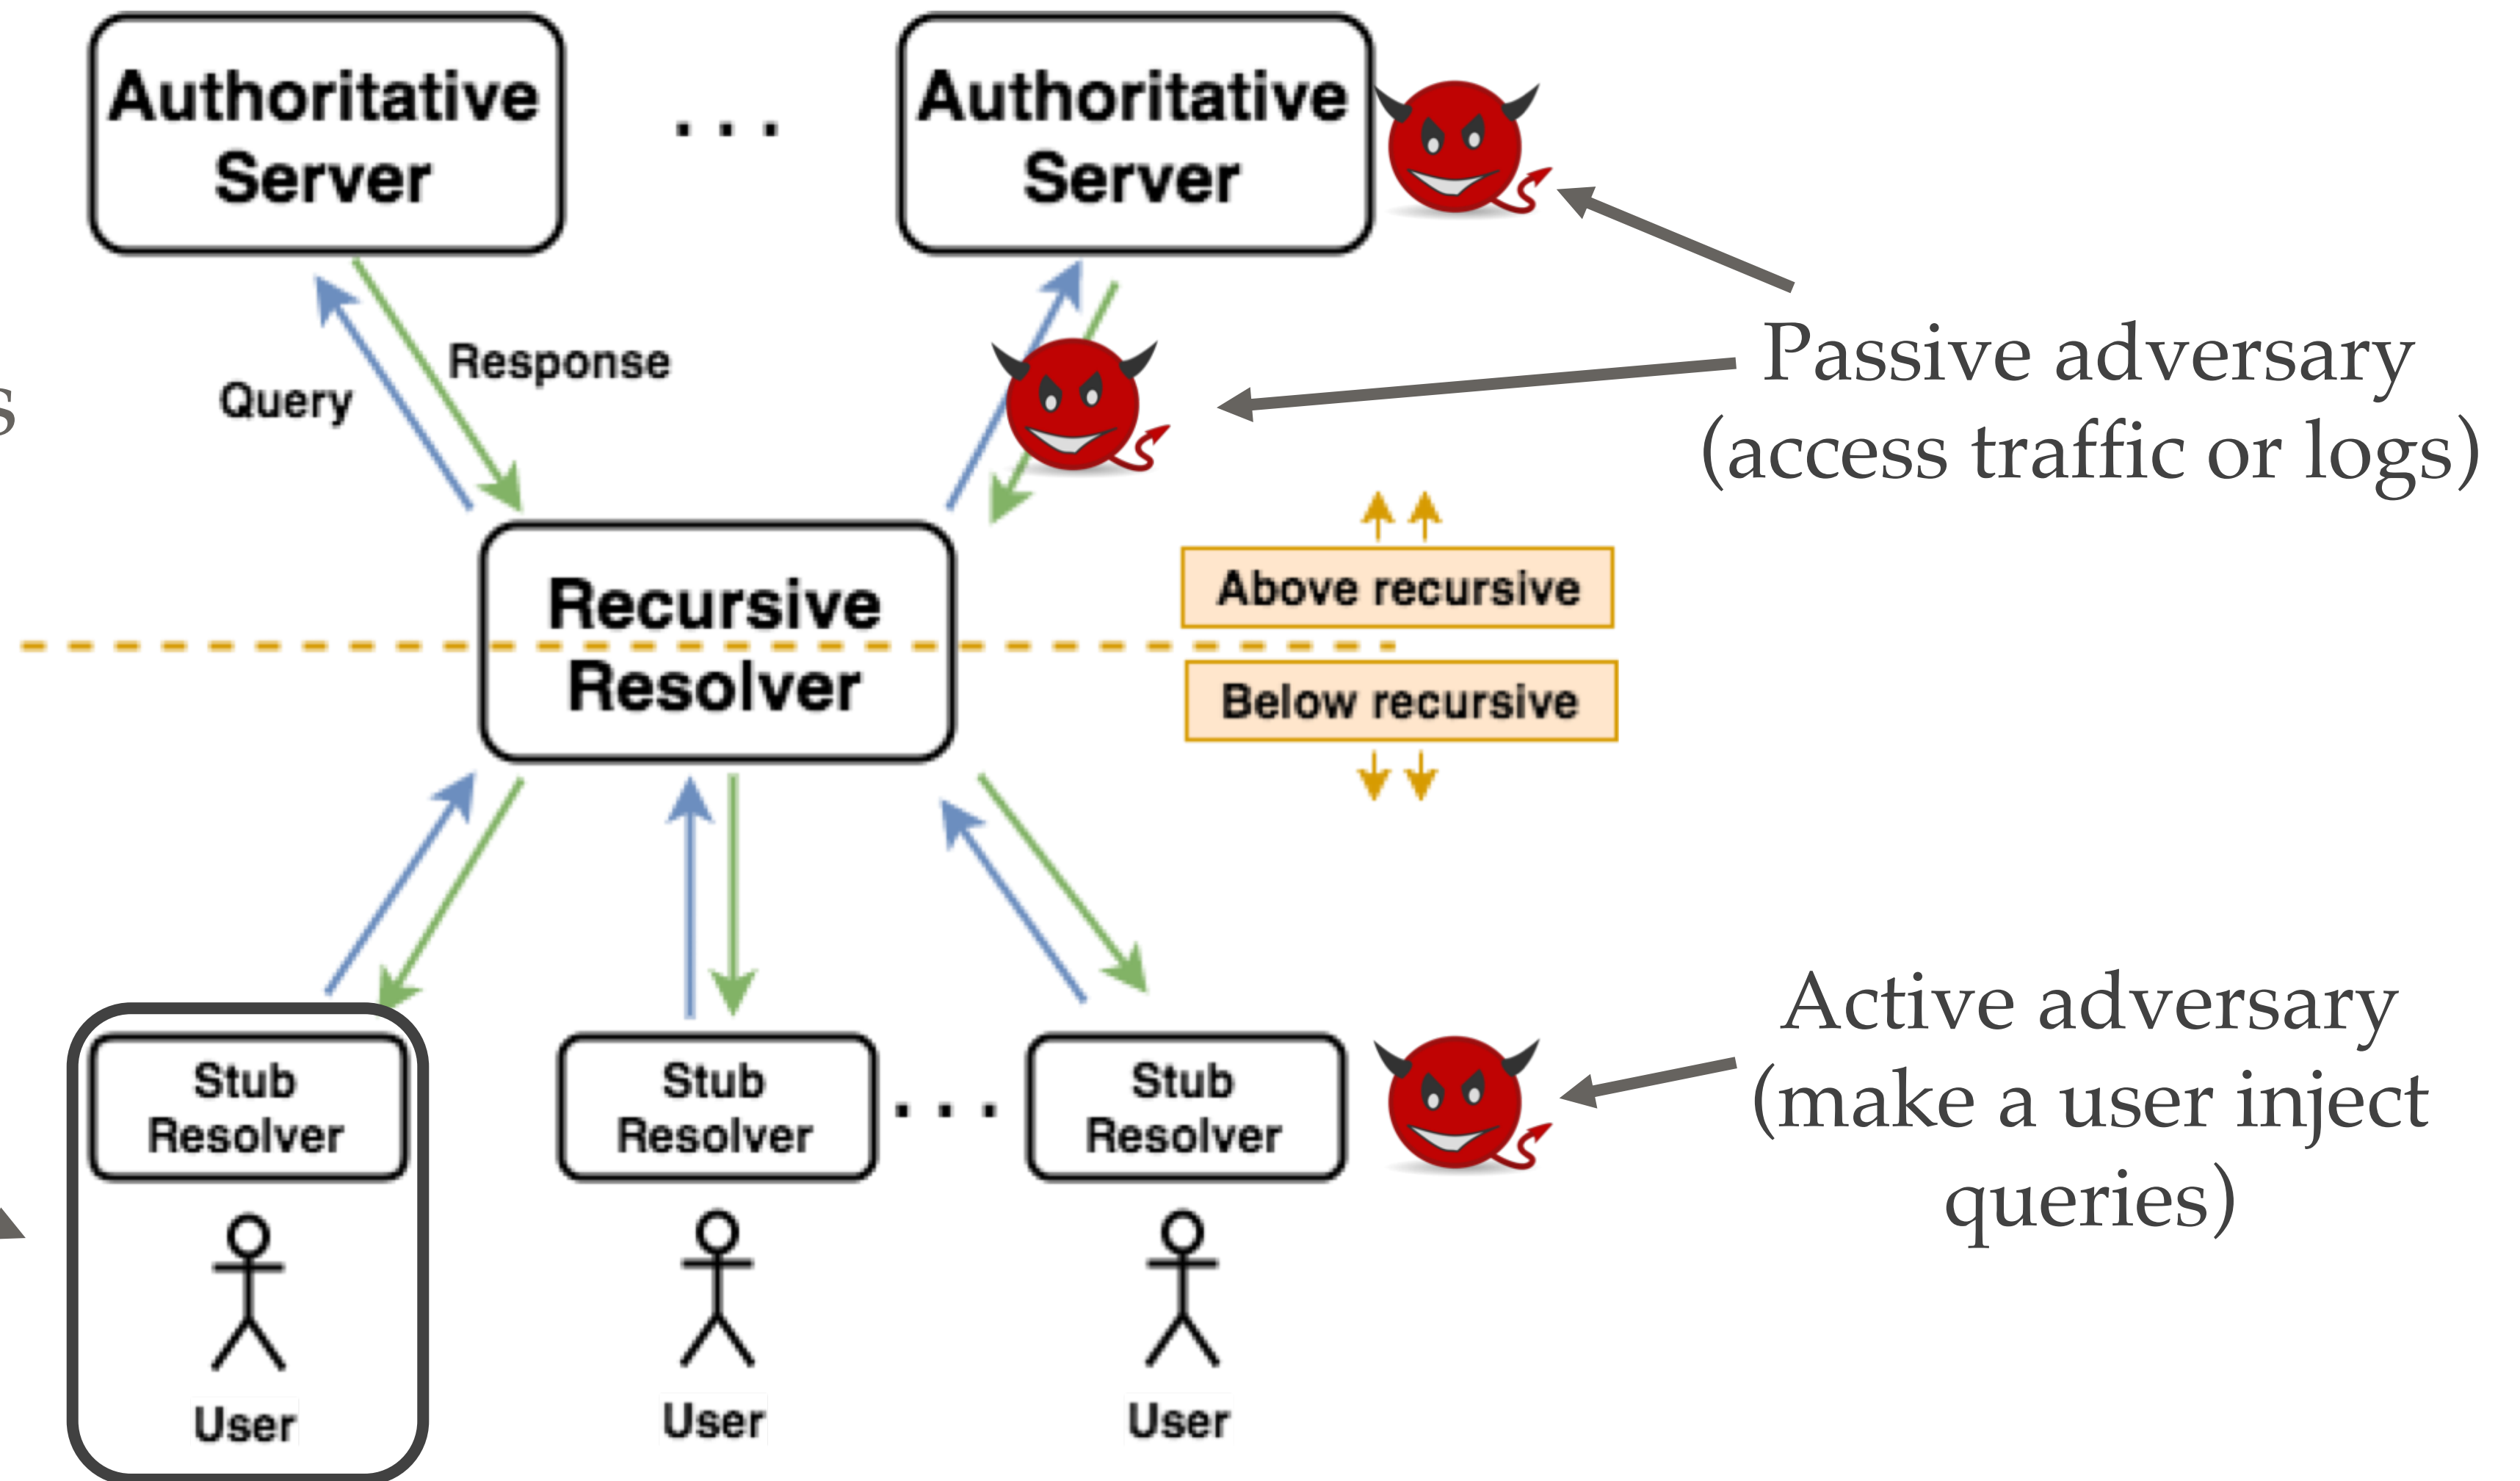 Authoritative
Server
. . .
Authoritative
Server
Response
Query
s
Passive adversary
(access traffic or logs)
Recursive
Resolver
Above recursive
Below recursive
Stub
Resolver
Stub
Resolver
. . .
Stub
Resolver
Active adversary
(make a user inject
queries)
User
User
User